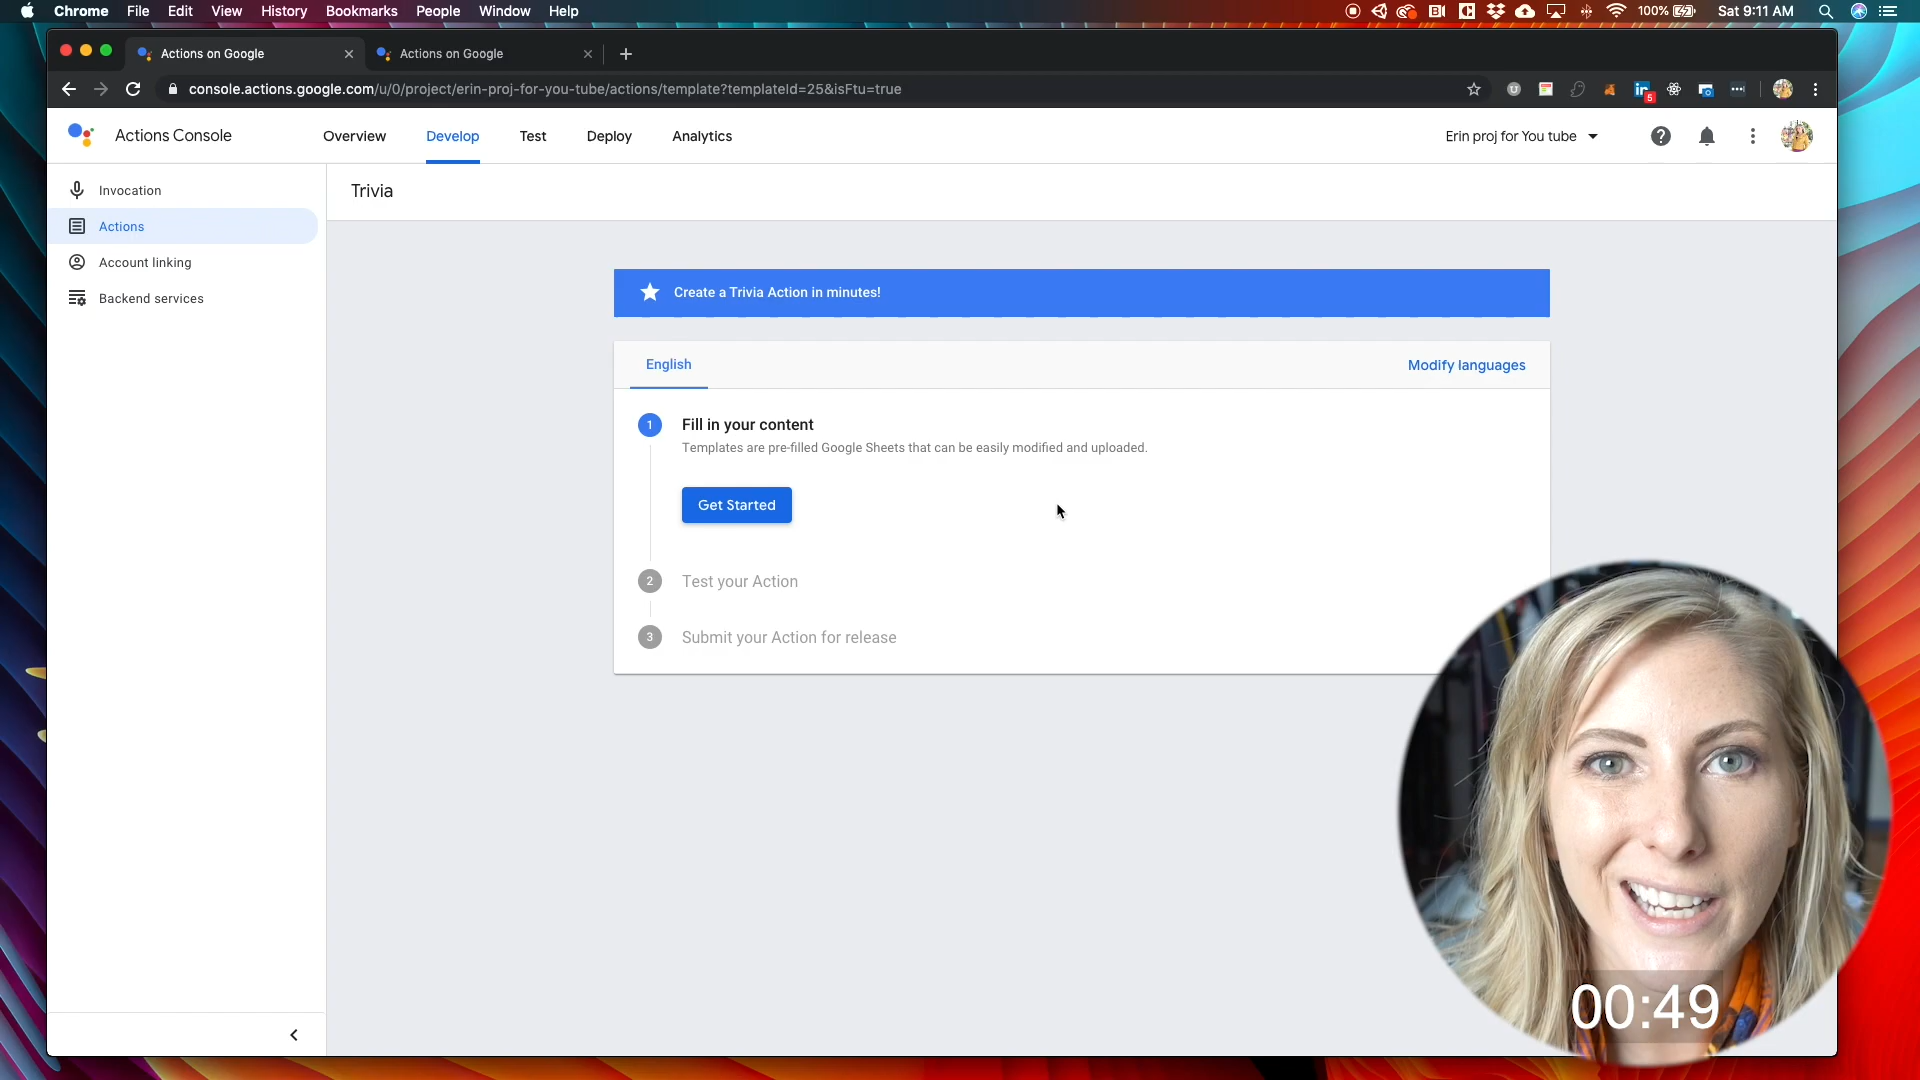 Chrome File Edit View History Bookmarks People Window Help 100% Sat 9:11 AM
Actions on Google Actions on Google
console.actions.google.com/u/0/project/erin-proj-for-you-tube/actions/template?templateId=25&isFtu=true
5
Actions Console Overview Develop Test Deploy Analytics Erin proj for You tube
Invocation
Actions
Account linking
Backend services
Trivia
Create a Trivia Action in minutes!
English Modify languages
1 Fill in your content
Templates are pre-filled Google Sheets that can be easily modified and uploaded.
Get Started
2 Test your Action
3 Submit your Action for release
00:49